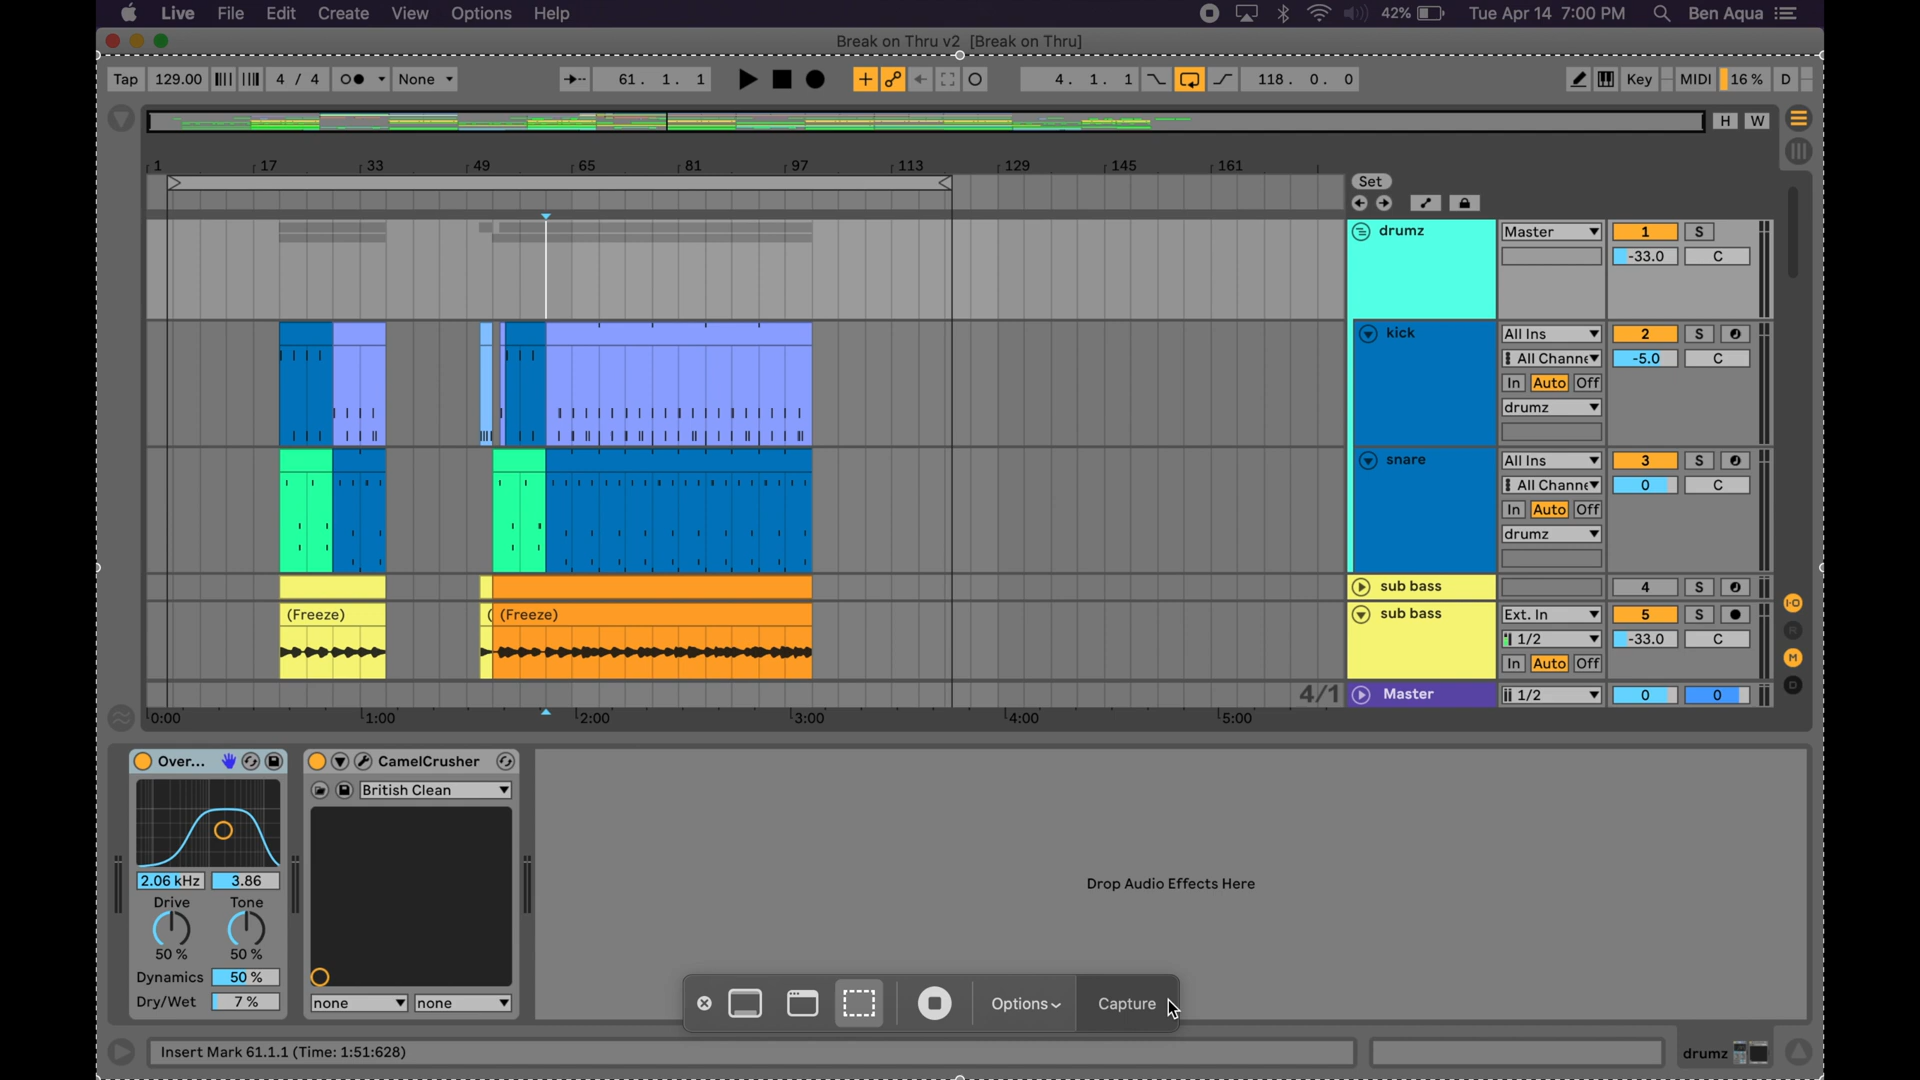 Live File Edit Create View Options Help 42% Tue Apr 14 7:00 PM Ben Aqua
Break on Thru v2 [Break on Thru]
Tap 129.00 4 / 4 None 61. 1. 1 4. 1. 1 118. 0. 0 Key MIDI 16 % D
H W
1 17 33 49 65 81 97 113 129 145 161
Set
drumz Master 1 S
-33.0 C
kick All Ins 2 S
All Channe -5.0 C
In Auto Off
drumz
snare All Ins 3 S
All Channe 0 C
In Auto Off
drumz
sub bass 4 S
(Freeze) ( (Freeze) sub bass Ext. In 5 S
1/2 -33.0 C
In Auto Off
4/1 Master 1/2 0 0
0:00 1:00 2:00 3:00 4:00 5:00
I-O
R
M
D
Over... CamelCrusher
British Clean
2.06 kHz 3.86
Drop Audio Effects Here
Drive Tone
50 % 50 %
Dynamics 50 %
Dry/Wet 7 % none none
Options Capture
Insert Mark 61.1.1 (Time: 1:51:628) drumz